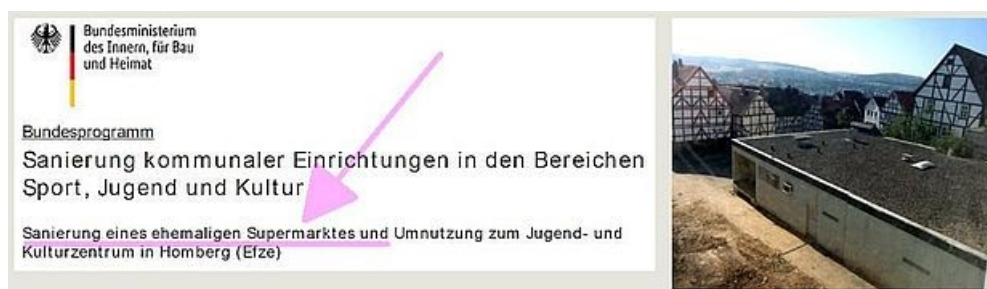 Bundesministerium
des Innern, für Bau
und Heimat
Bundesprogramm
Sanierung kommunaler Einrichtungen in den Bereichen
Sport, Jugend und Kultur
Sanierung eines ehemaligen Supermarktes und Umnutzung zum Jugend- und
Kulturzentrum in Homberg (Efze)